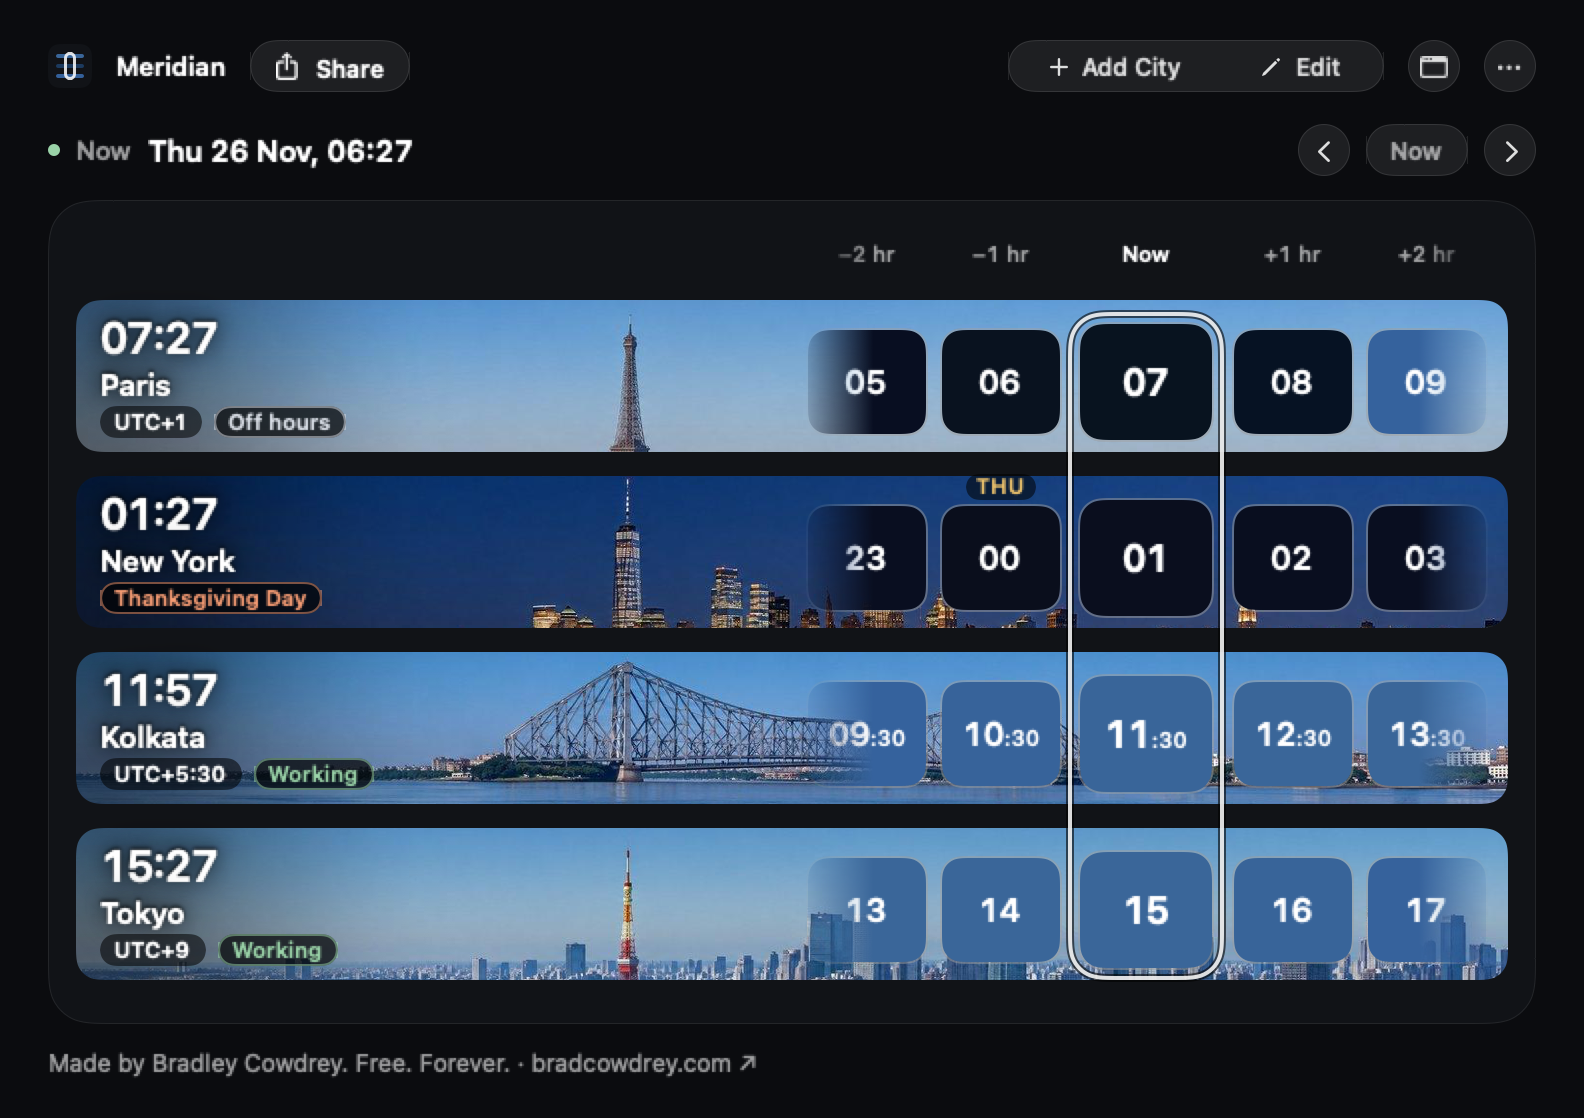 Meridian Share + Add City Edit ...
Now Thu 26 Nov, 06:27 Now
−2 hr −1 hr Now +1 hr +2 hr
07:27
Paris
UTC+1 Off hours
05 06 07 08 09
01:27
New York
Thanksgiving Day
THU
23 00 01 02 03
11:57
Kolkata
UTC+5:30 Working
09:30 10:30 11:30 12:30 13:30
15:27
Tokyo
UTC+9 Working
13 14 15 16 17
Made by Bradley Cowdrey. Free. Forever. · bradcowdrey.com ↗